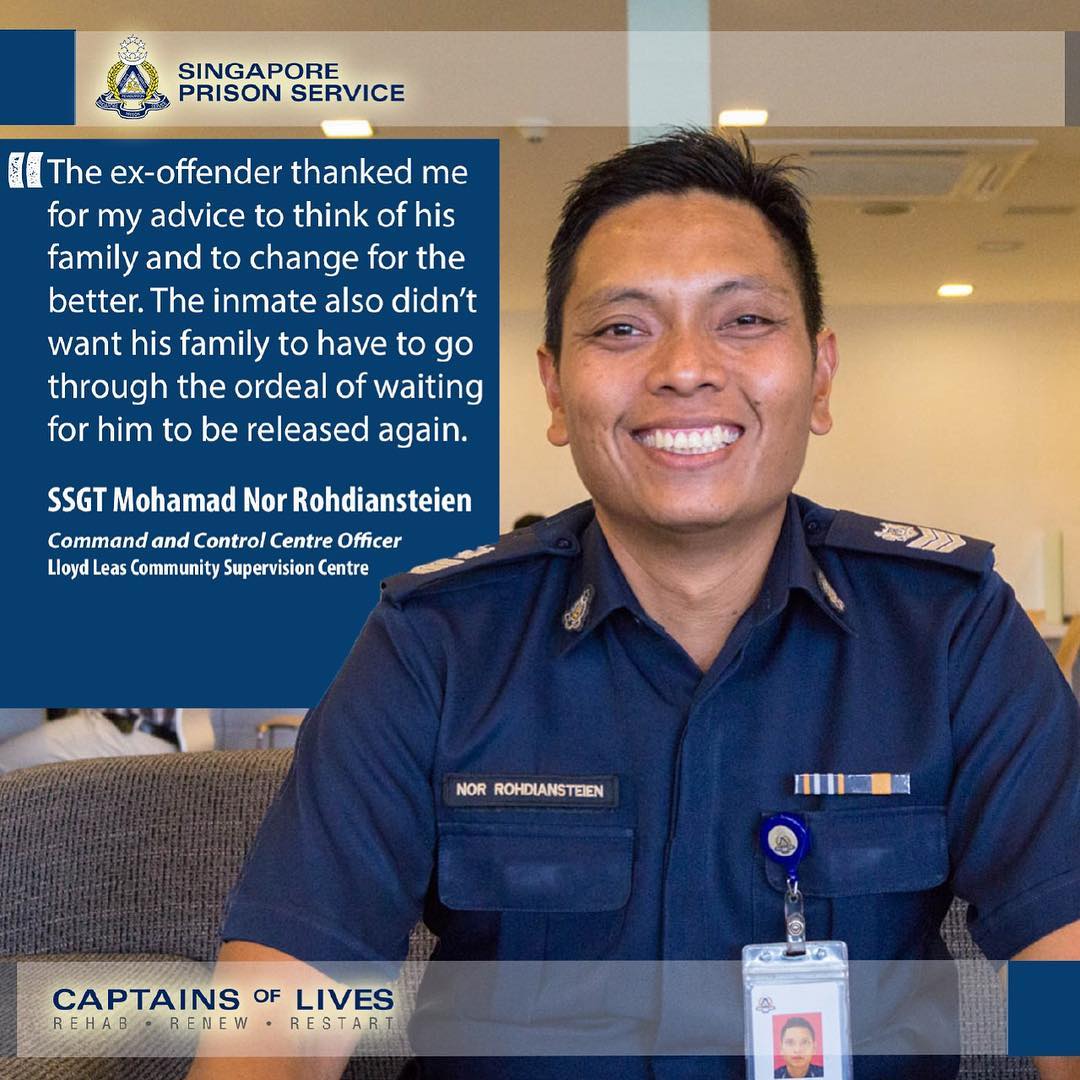 SINGAPORE
PRISON SERVICE
"The ex-offender thanked me
for my advice to think of his
family and to change for the
better. The inmate also didn't
want his family to have to go
through the ordeal of waiting
for him to be released again.
SSGT Mohamad Nor Rohdiansteien
Command and Control Centre Officer
Lloyd Leas Community Supervision Centre
NOR ROHDIANSTEIEN
CAPTAINS OF LIVES
REHAB • RENEW • RESTART